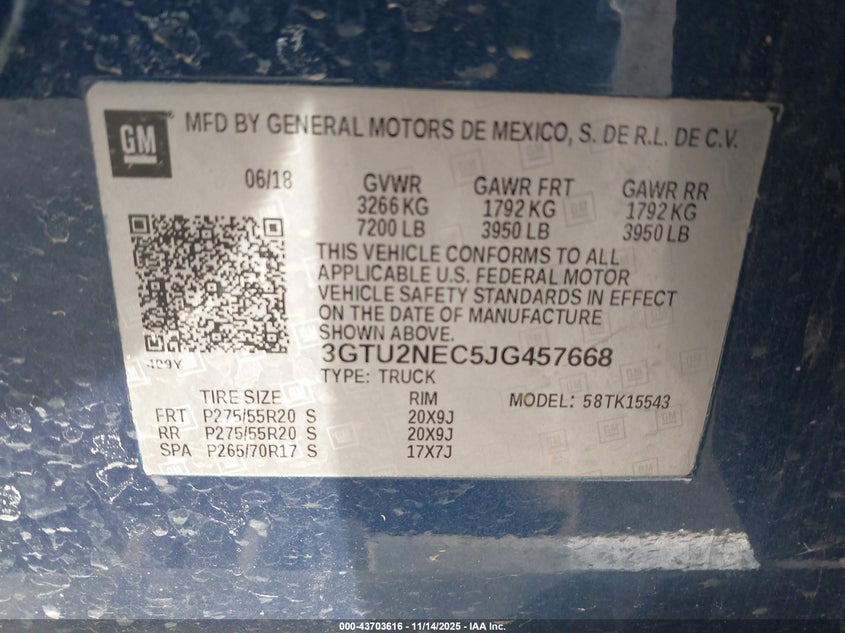 GM
MFD BY GENERAL MOTORS DE MEXICO, S. DE R.L. DE C.V.
06/18 GVWR GAWR FRT GAWR RR
3266 KG 1792 KG 1792 KG
7200 LB 3950 LB 3950 LB
THIS VEHICLE CONFORMS TO ALL
APPLICABLE U.S. FEDERAL MOTOR
VEHICLE SAFETY STANDARDS IN EFFECT
ON THE DATE OF MANUFACTURE
SHOWN ABOVE.
3GTU2NEC5JG457668
TYPE: TRUCK
TIRE SIZE RIM MODEL: 58TK15543
FRT P275/55R20 S 20X9J
RR P275/55R20 S 20X9J
SPA P265/70R17 S 17X7J
000-43703616 | 11/14/2025 - IAA Inc.